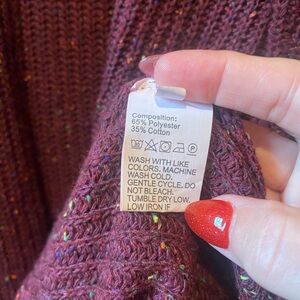 Composition:
65% Polyester
35% Cotton
WASH WITH LIKE
COLORS. MACHINE
WASH COLD.
GENTLE CYCLE. DO
NOT BLEACH.
TUMBLE DRY LOW.
LOW IRON IF